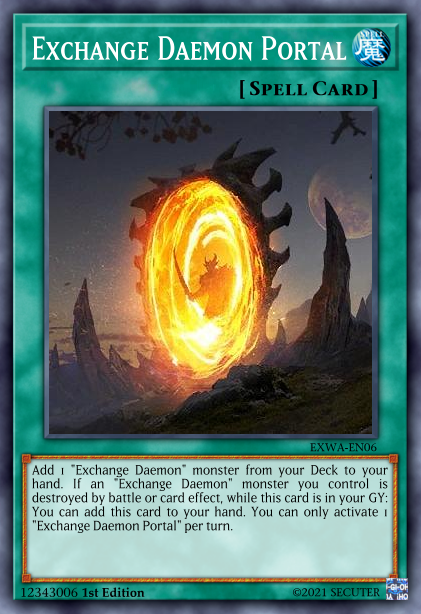 EXCHANGE DAEMON PORTAL
魔
[SPELL CARD]
EXWA-EN06
Add 1 "Exchange Daemon" monster from your Deck to your
hand. If an "Exchange Daemon" monster you control is
destroyed by battle or card effect, while this card is in your GY:
You can add this card to your hand. You can only activate 1
"Exchange Daemon Portal" per turn.
12343006 1st Edition
©2021 SECUTER